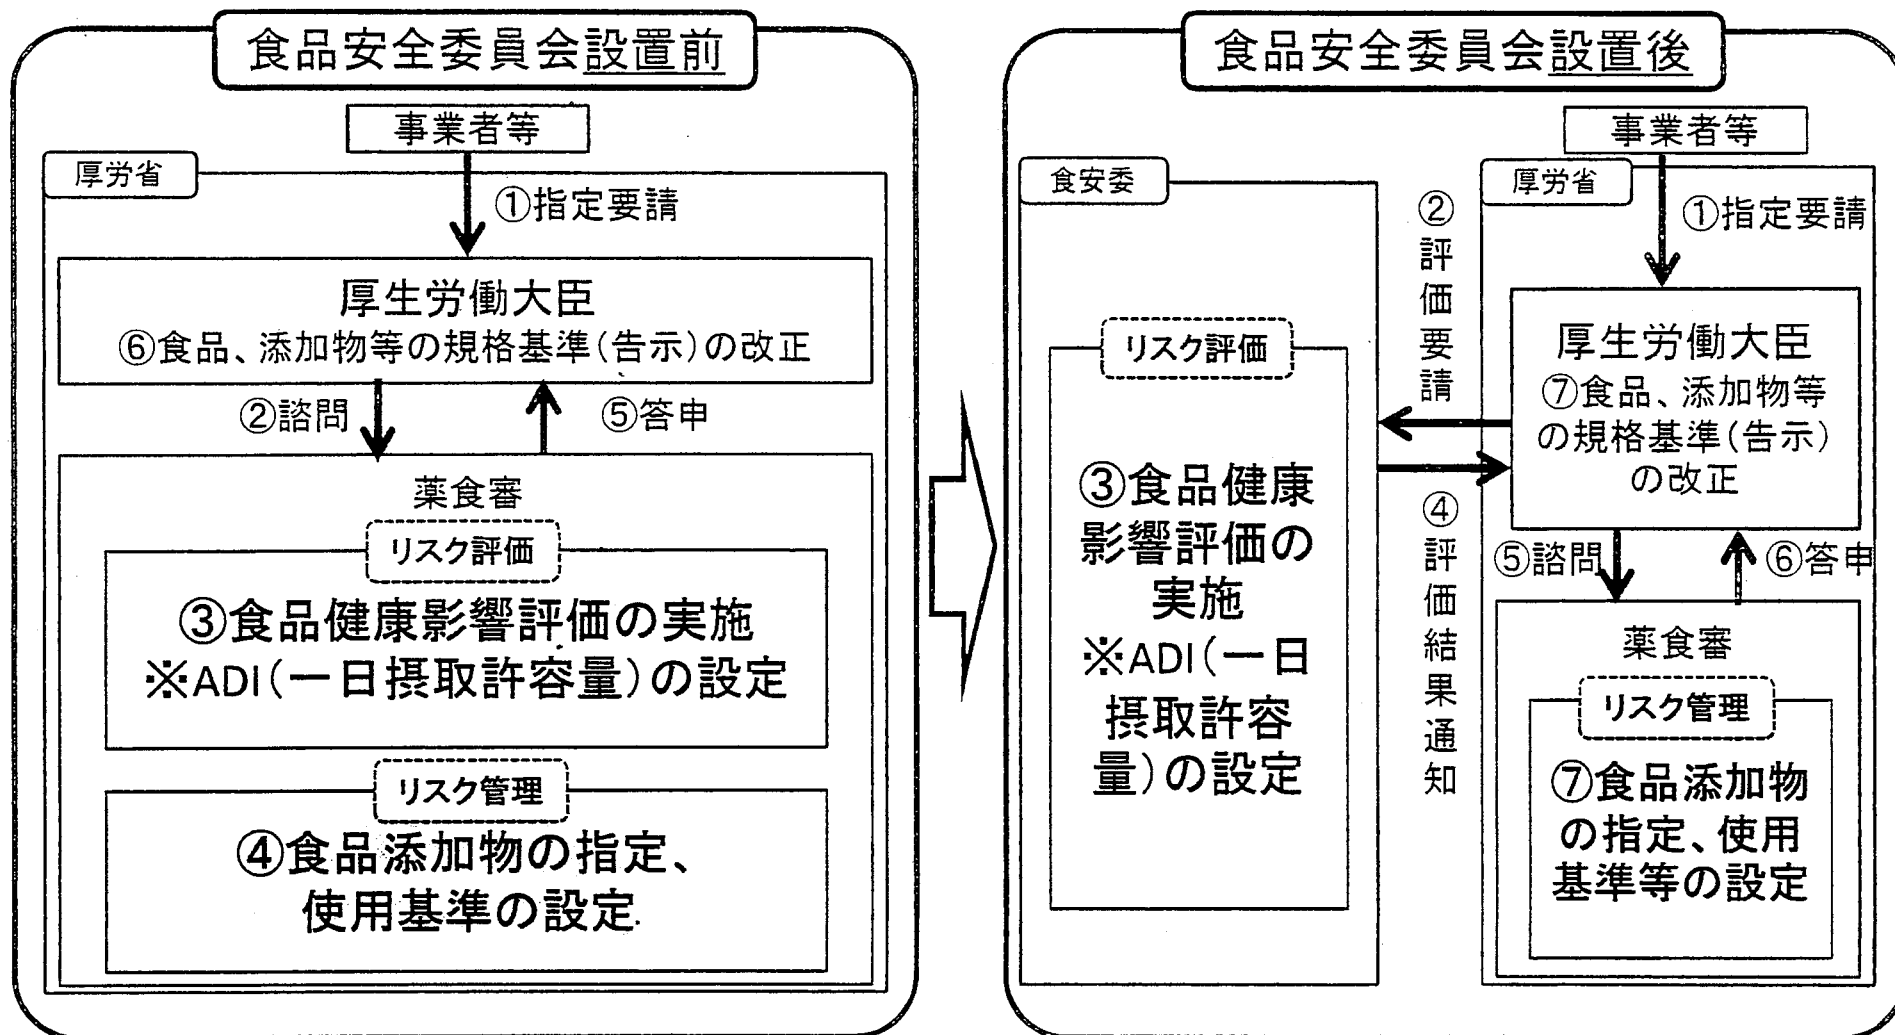 食品安全委員会設置前
事業者等
厚労省
①指定要請
厚生労働大臣
⑥食品、添加物等の規格基準(告示)の改正
②諮問
⑤答申
薬食審
リスク評価
③食品健康影響評価の実施
※ADI(一日摂取許容量)の設定
リスク管理
④食品添加物の指定、
使用基準の設定
食品安全委員会設置後
事業者等
食安委
厚労省
①指定要請
②評価要請
リスク評価
③食品健康
影響評価の
実施
※ADI(一日
摂取許容
量)の設定
④評価結果通知
厚生労働大臣
⑦食品、添加物等
の規格基準(告示)
の改正
⑤諮問
⑥答申
薬食審
リスク管理
⑦食品添加物
の指定、使用
基準等の設定